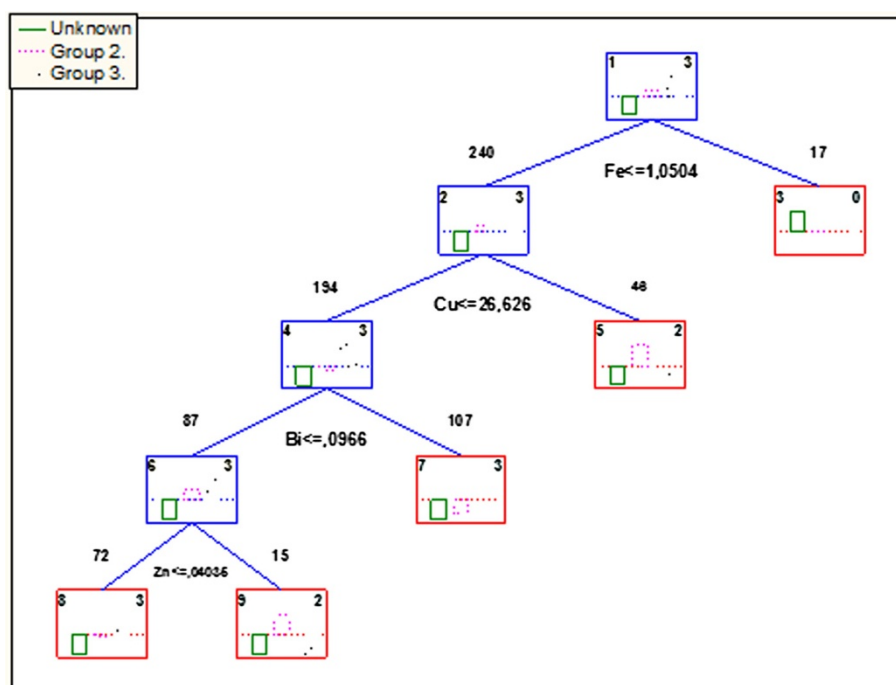 Unknown
Group 2.
Group 3.
1 3
240 17
Fe<=1,0504
2 3
3 0
194 46
Cu<=26,626
4 3
5 2
87 107
Bi<=,0966
6 3
7 3
72 15
Zn<=,04035
8 3
9 2